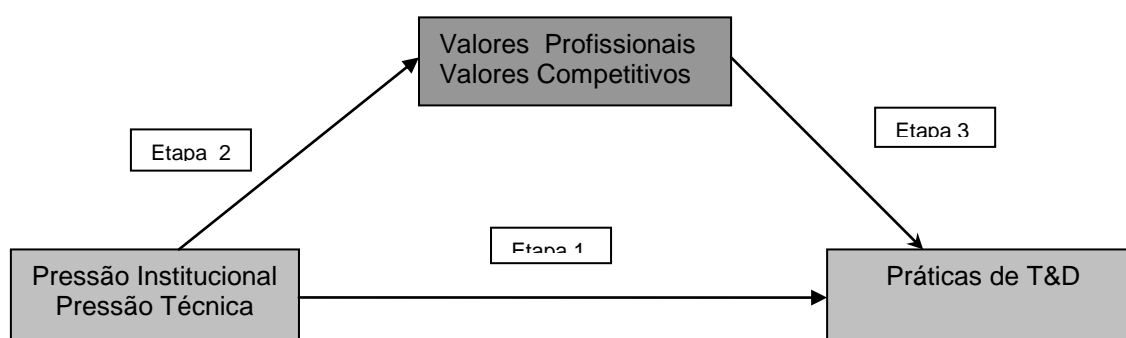 Valores Profissionais
Valores Competitivos
Etapa 2
Etapa 3
Etapa 1
Pressão Institucional
Pressão Técnica
Práticas de T&D